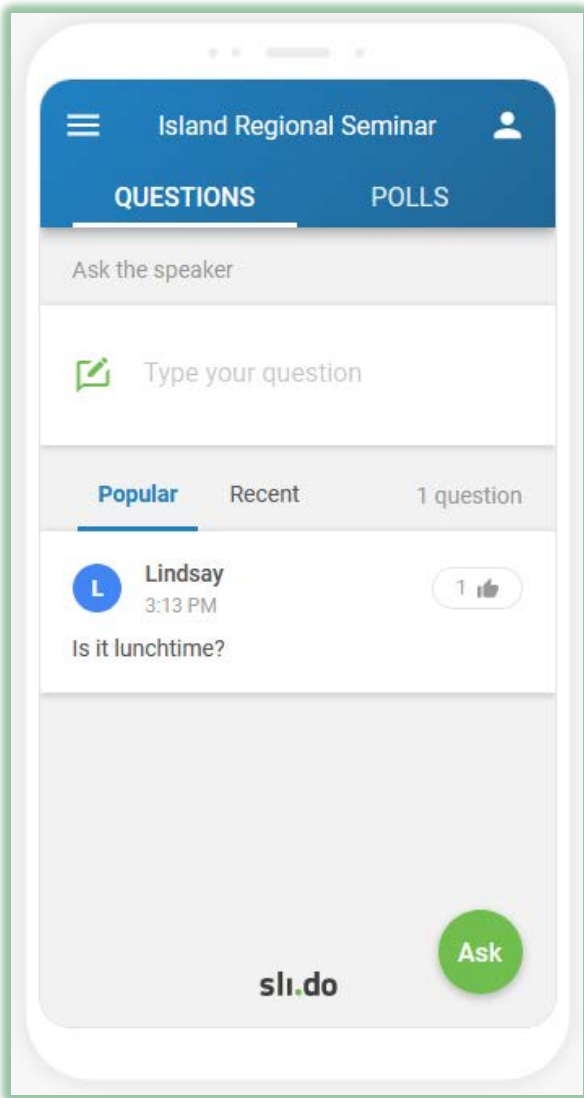 Island Regional Seminar
QUESTIONS POLLS
Ask the speaker
Type your question
Popular Recent 1 question
L Lindsay 1
3:13 PM
Is it lunchtime?
Ask
slı.do